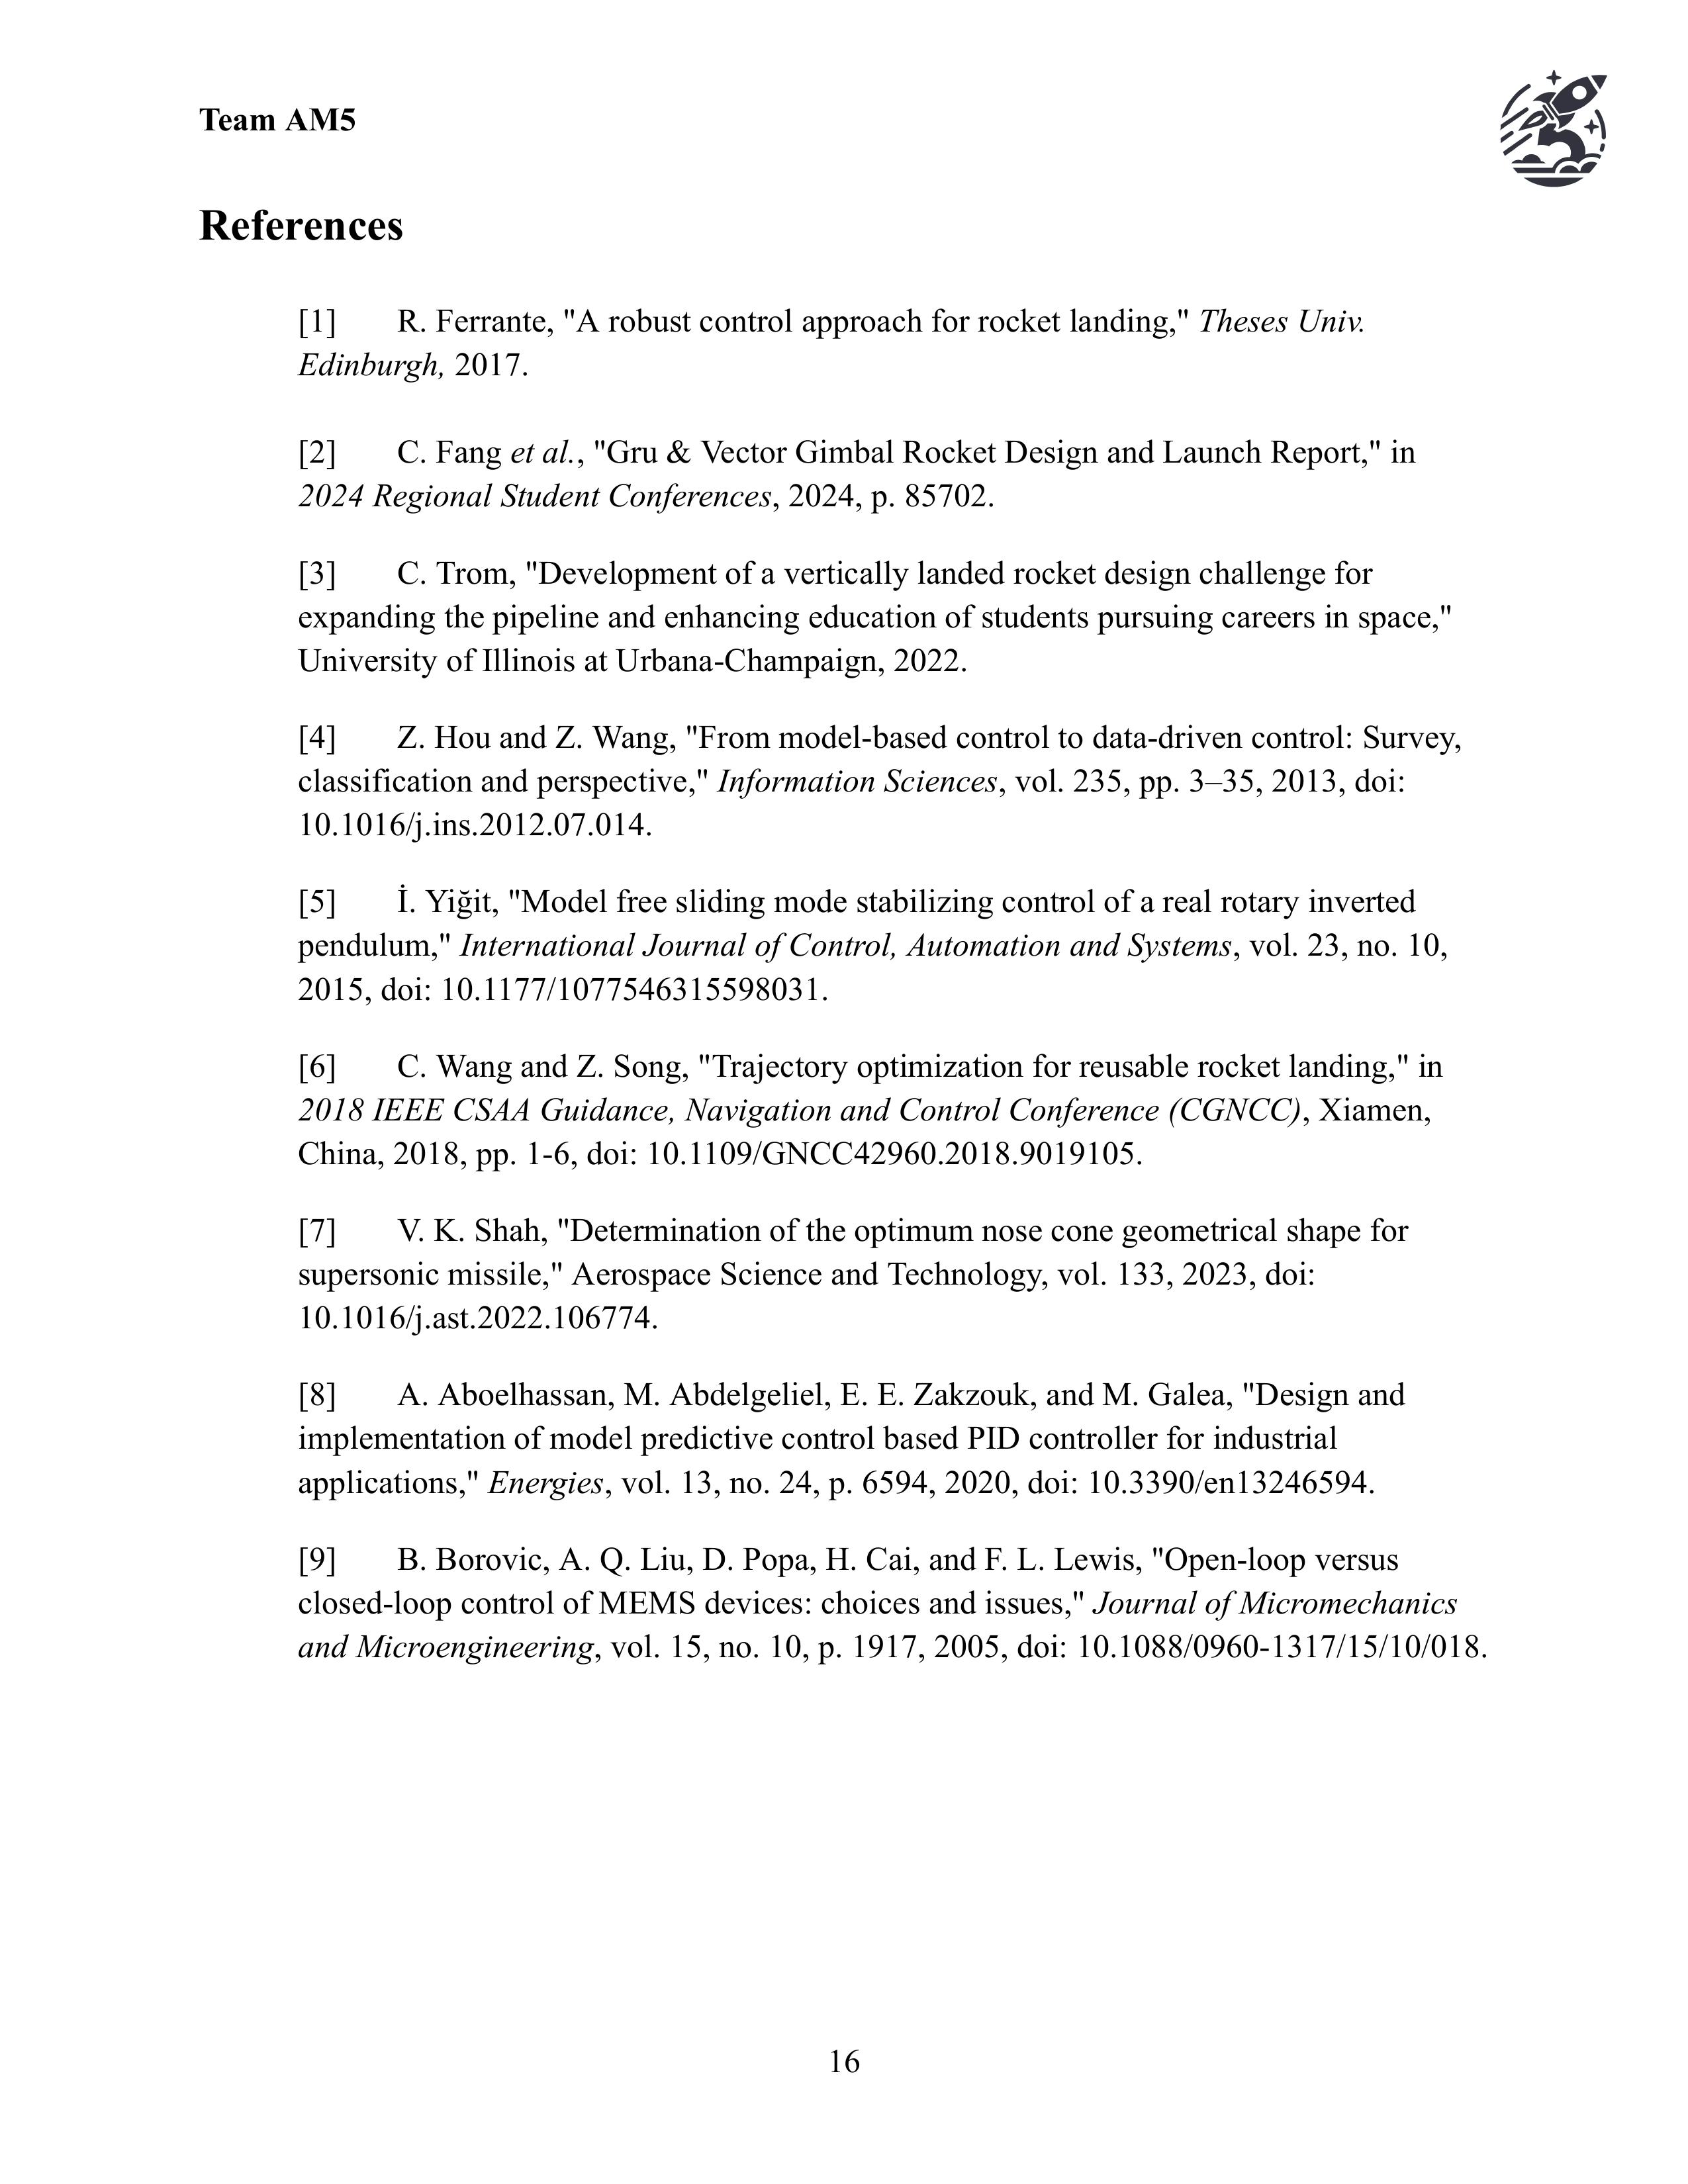 Team AM5
References
[1] R. Ferrante, "A robust control approach for rocket landing," Theses Univ.
Edinburgh, 2017.
[2] C. Fang et al., "Gru & Vector Gimbal Rocket Design and Launch Report," in
2024 Regional Student Conferences, 2024, p. 85702.
[3] C. Trom, "Development of a vertically landed rocket design challenge for
expanding the pipeline and enhancing education of students pursuing careers in space,"
University of Illinois at Urbana-Champaign, 2022.
[4] Z. Hou and Z. Wang, "From model-based control to data-driven control: Survey,
classification and perspective," Information Sciences, vol. 235, pp. 3–35, 2013, doi:
10.1016/j.ins.2012.07.014.
[5] İ. Yiğit, "Model free sliding mode stabilizing control of a real rotary inverted
pendulum," International Journal of Control, Automation and Systems, vol. 23, no. 10,
2015, doi: 10.1177/1077546315598031.
[6] C. Wang and Z. Song, "Trajectory optimization for reusable rocket landing," in
2018 IEEE CSAA Guidance, Navigation and Control Conference (CGNCC), Xiamen,
China, 2018, pp. 1-6, doi: 10.1109/GNCC42960.2018.9019105.
[7] V. K. Shah, "Determination of the optimum nose cone geometrical shape for
supersonic missile," Aerospace Science and Technology, vol. 133, 2023, doi:
10.1016/j.ast.2022.106774.
[8] A. Aboelhassan, M. Abdelgeliel, E. E. Zakzouk, and M. Galea, "Design and
implementation of model predictive control based PID controller for industrial
applications," Energies, vol. 13, no. 24, p. 6594, 2020, doi: 10.3390/en13246594.
[9] B. Borovic, A. Q. Liu, D. Popa, H. Cai, and F. L. Lewis, "Open-loop versus
closed-loop control of MEMS devices: choices and issues," Journal of Micromechanics
and Microengineering, vol. 15, no. 10, p. 1917, 2005, doi: 10.1088/0960-1317/15/10/018.
16